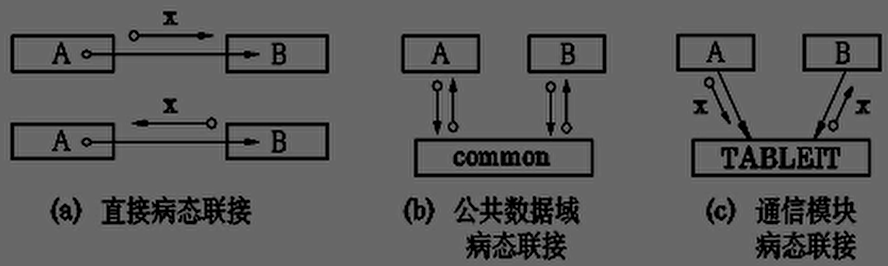 x
A B
x
A B
(a) 直接病态联接
A B
common
(b) 公共数据域
病态联接
A B
x x
TABLEIT
(c) 通信模块
病态联接